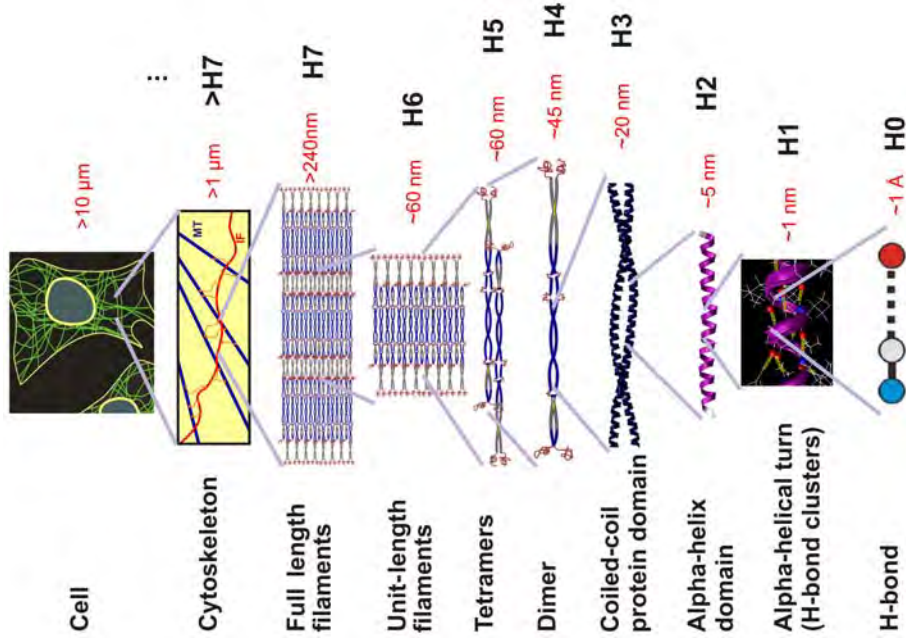 Cell
>10 µm
⋮
Cytoskeleton
MT
IF
>1 µm
>H7
Full length
filaments
>240nm
H7
Unit-length
filaments
~60 nm
H6
Tetramers
~60 nm
H5
Dimer
~45 nm
H4
Coiled-coil
protein domain
~20 nm
H3
Alpha-helix
domain
~5 nm
H2
Alpha-helical turn
(H-bond clusters)
~1 nm
H1
H-bond
~1 A
H0